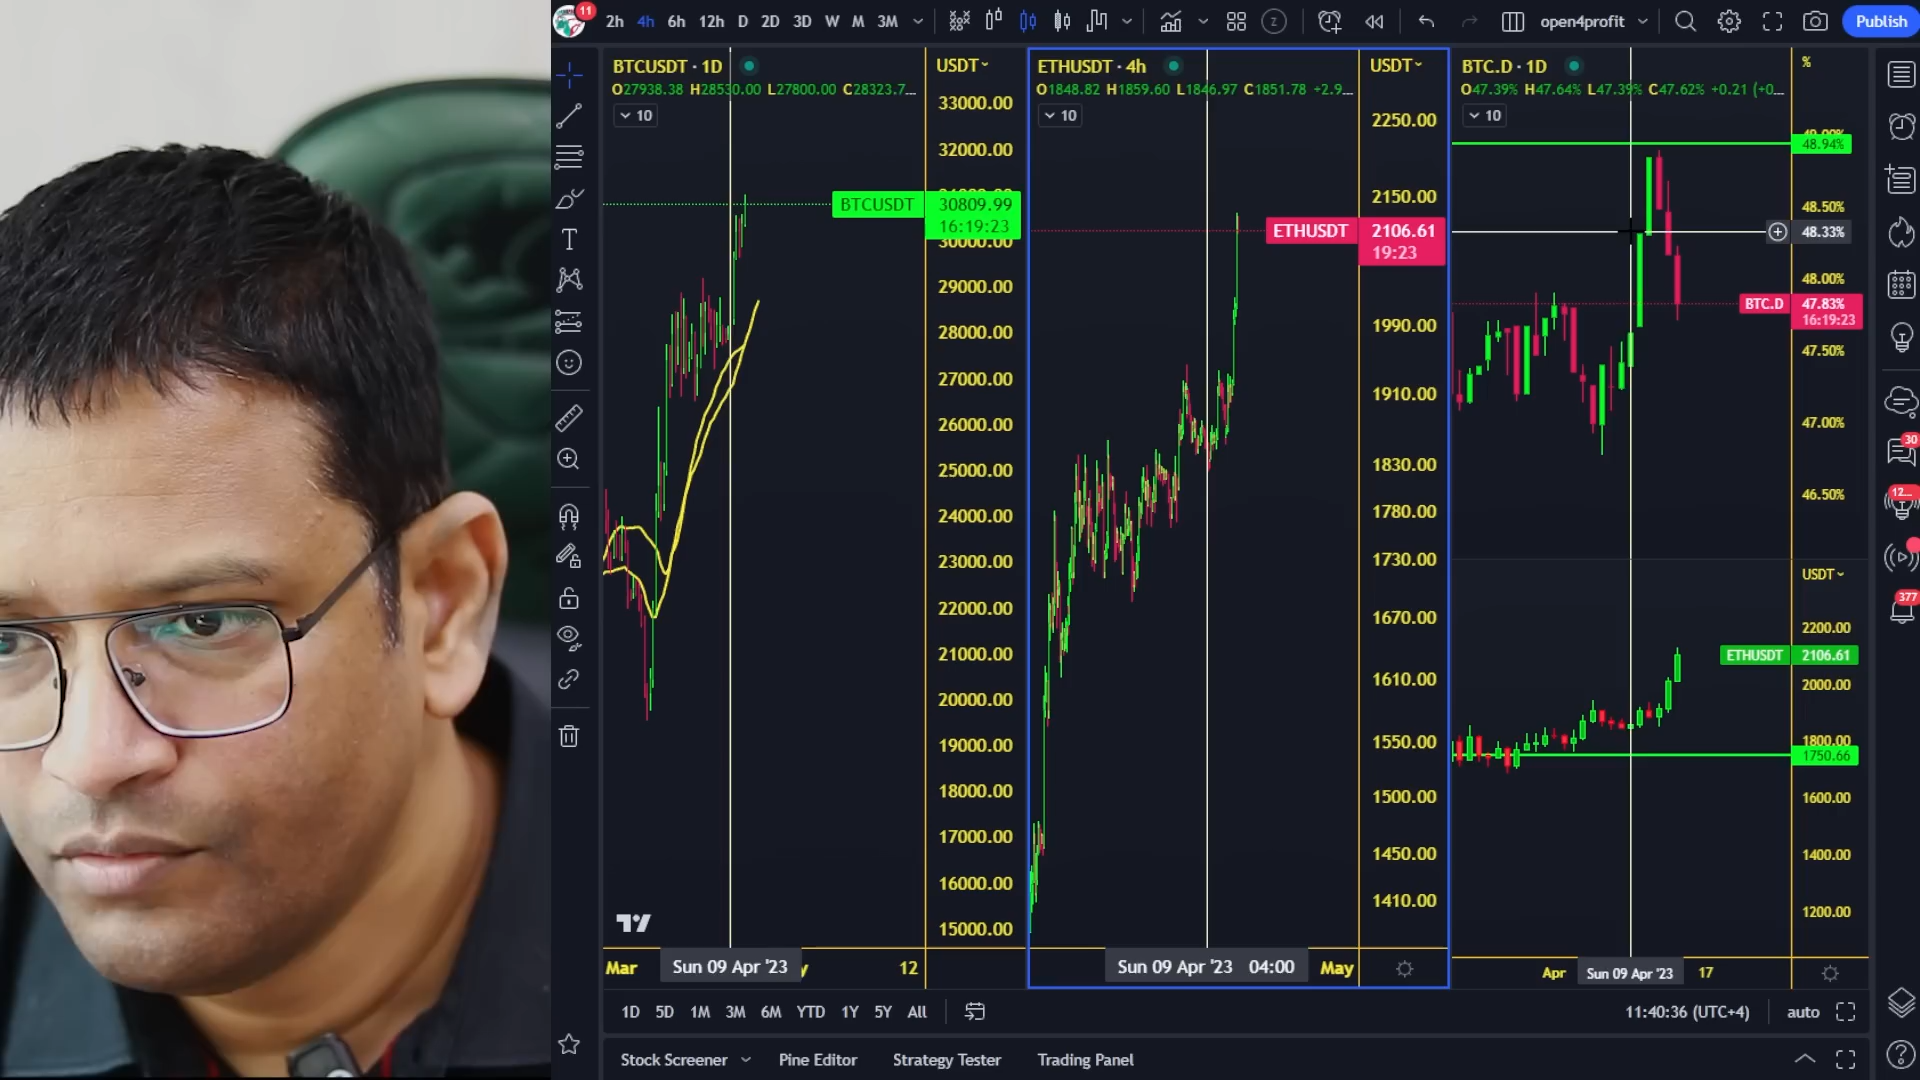 11
2h 4h 6h 12h D 2D 3D W M 3M
open4profit
Publish
BTCUSDT · 1D
O27938.38 H28530.00 L27800.00 C28323.7...
10
USDT
33000.00
32000.00
BTCUSDT 30809.99
16:19:23
30000.00
29000.00
28000.00
27000.00
26000.00
25000.00
24000.00
23000.00
22000.00
21000.00
20000.00
19000.00
18000.00
17000.00
16000.00
15000.00
Mar
Sun 09 Apr '23
12
ETHUSDT · 4h
O1848.82 H1859.60 L1846.97 C1851.78 +2.9...
10
USDT
2250.00
2150.00
ETHUSDT 2106.61
19:23
1990.00
1910.00
1830.00
1780.00
1730.00
1670.00
1610.00
1550.00
1500.00
1450.00
1410.00
Sun 09 Apr '23 04:00
May
BTC.D · 1D
O47.39% H47.64% L47.39% C47.62% +0.21 (+0...
10
%
48.94%
48.50%
48.33%
48.00%
BTC.D 47.83%
16:19:23
47.50%
47.00%
46.50%
USDT
2200.00
ETHUSDT 2106.61
2000.00
1800.00
1750.66
1600.00
1400.00
1200.00
Apr
Sun 09 Apr '23
17
30
12...
377
1D 5D 1M 3M 6M YTD 1Y 5Y All
11:40:36 (UTC+4)
auto
Stock Screener
Pine Editor
Strategy Tester
Trading Panel